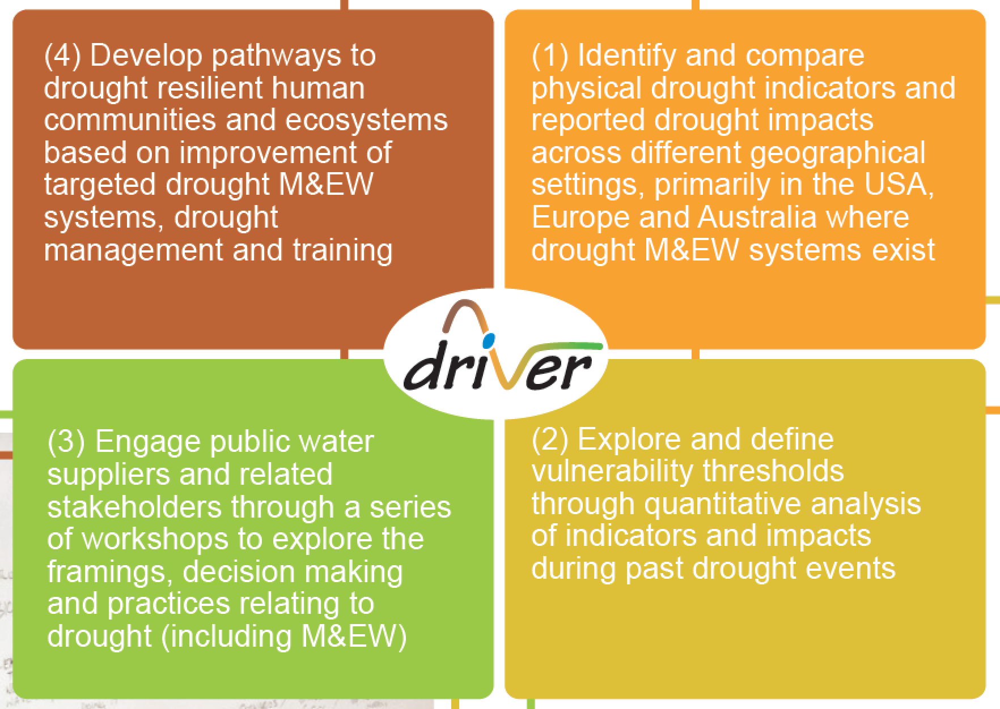 (4) Develop pathways to
drought resilient human
communities and ecosystems
based on improvement of
targeted drought M&EW
systems, drought
management and training
(1) Identify and compare
physical drought indicators and
reported drought impacts
across different geographical
settings, primarily in the USA,
Europe and Australia where
drought M&EW systems exist
driver
(3) Engage public water
suppliers and related
stakeholders through a series
of workshops to explore the
framings, decision making
and practices relating to
drought (including M&EW)
(2) Explore and define
vulnerability thresholds
through quantitative analysis
of indicators and impacts
during past drought events